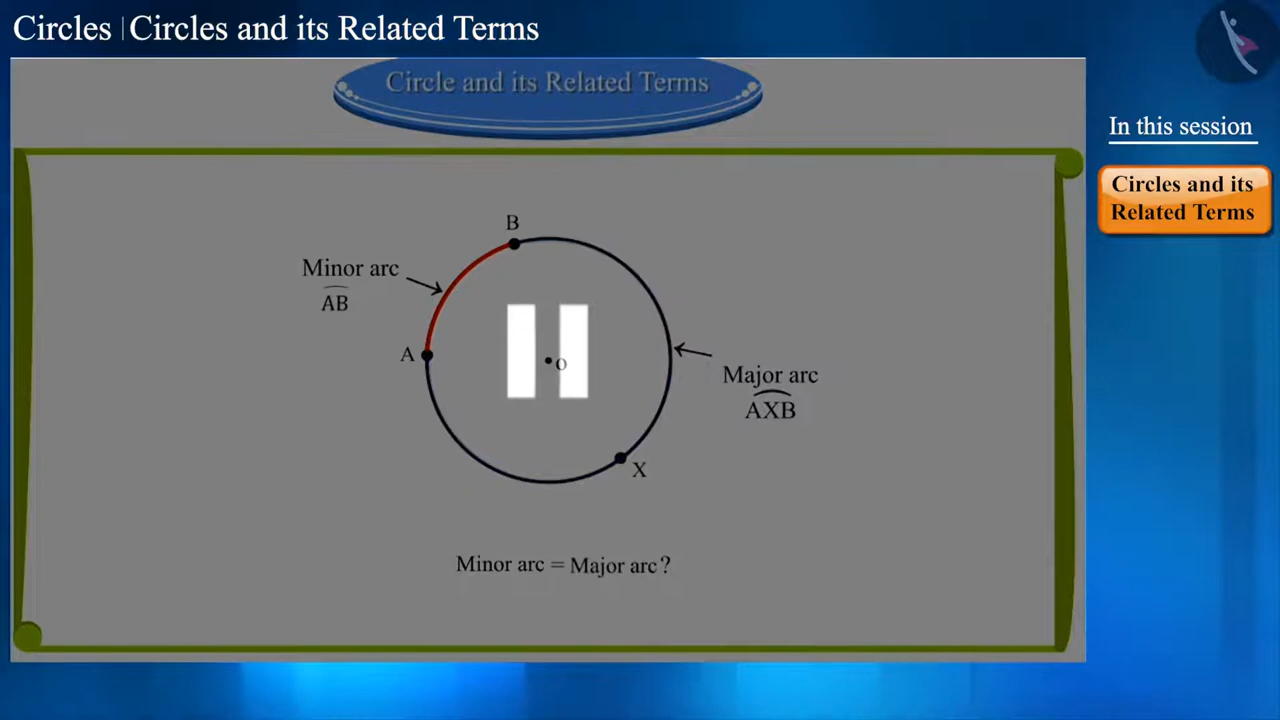 Circles | Circles and its Related Terms
Circle and its Related Terms
In this session
Circles and its
Related Terms
B
Minor arc
AB
A
O
Major arc
AXB
X
Minor arc = Major arc?